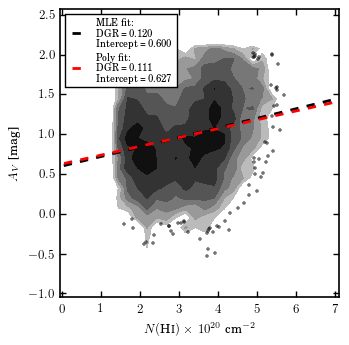 MLE fit:
DGR = 0.120
Intercept = 0.600
Poly fit:
DGR = 0.111
Intercept = 0.627
2.5
2.0
1.5
1.0
0.5
0.0
−0.5
−1.0
A_V [mag]
0 1 2 3 4 5 6 7
N(HI) × 10^20 cm^−2